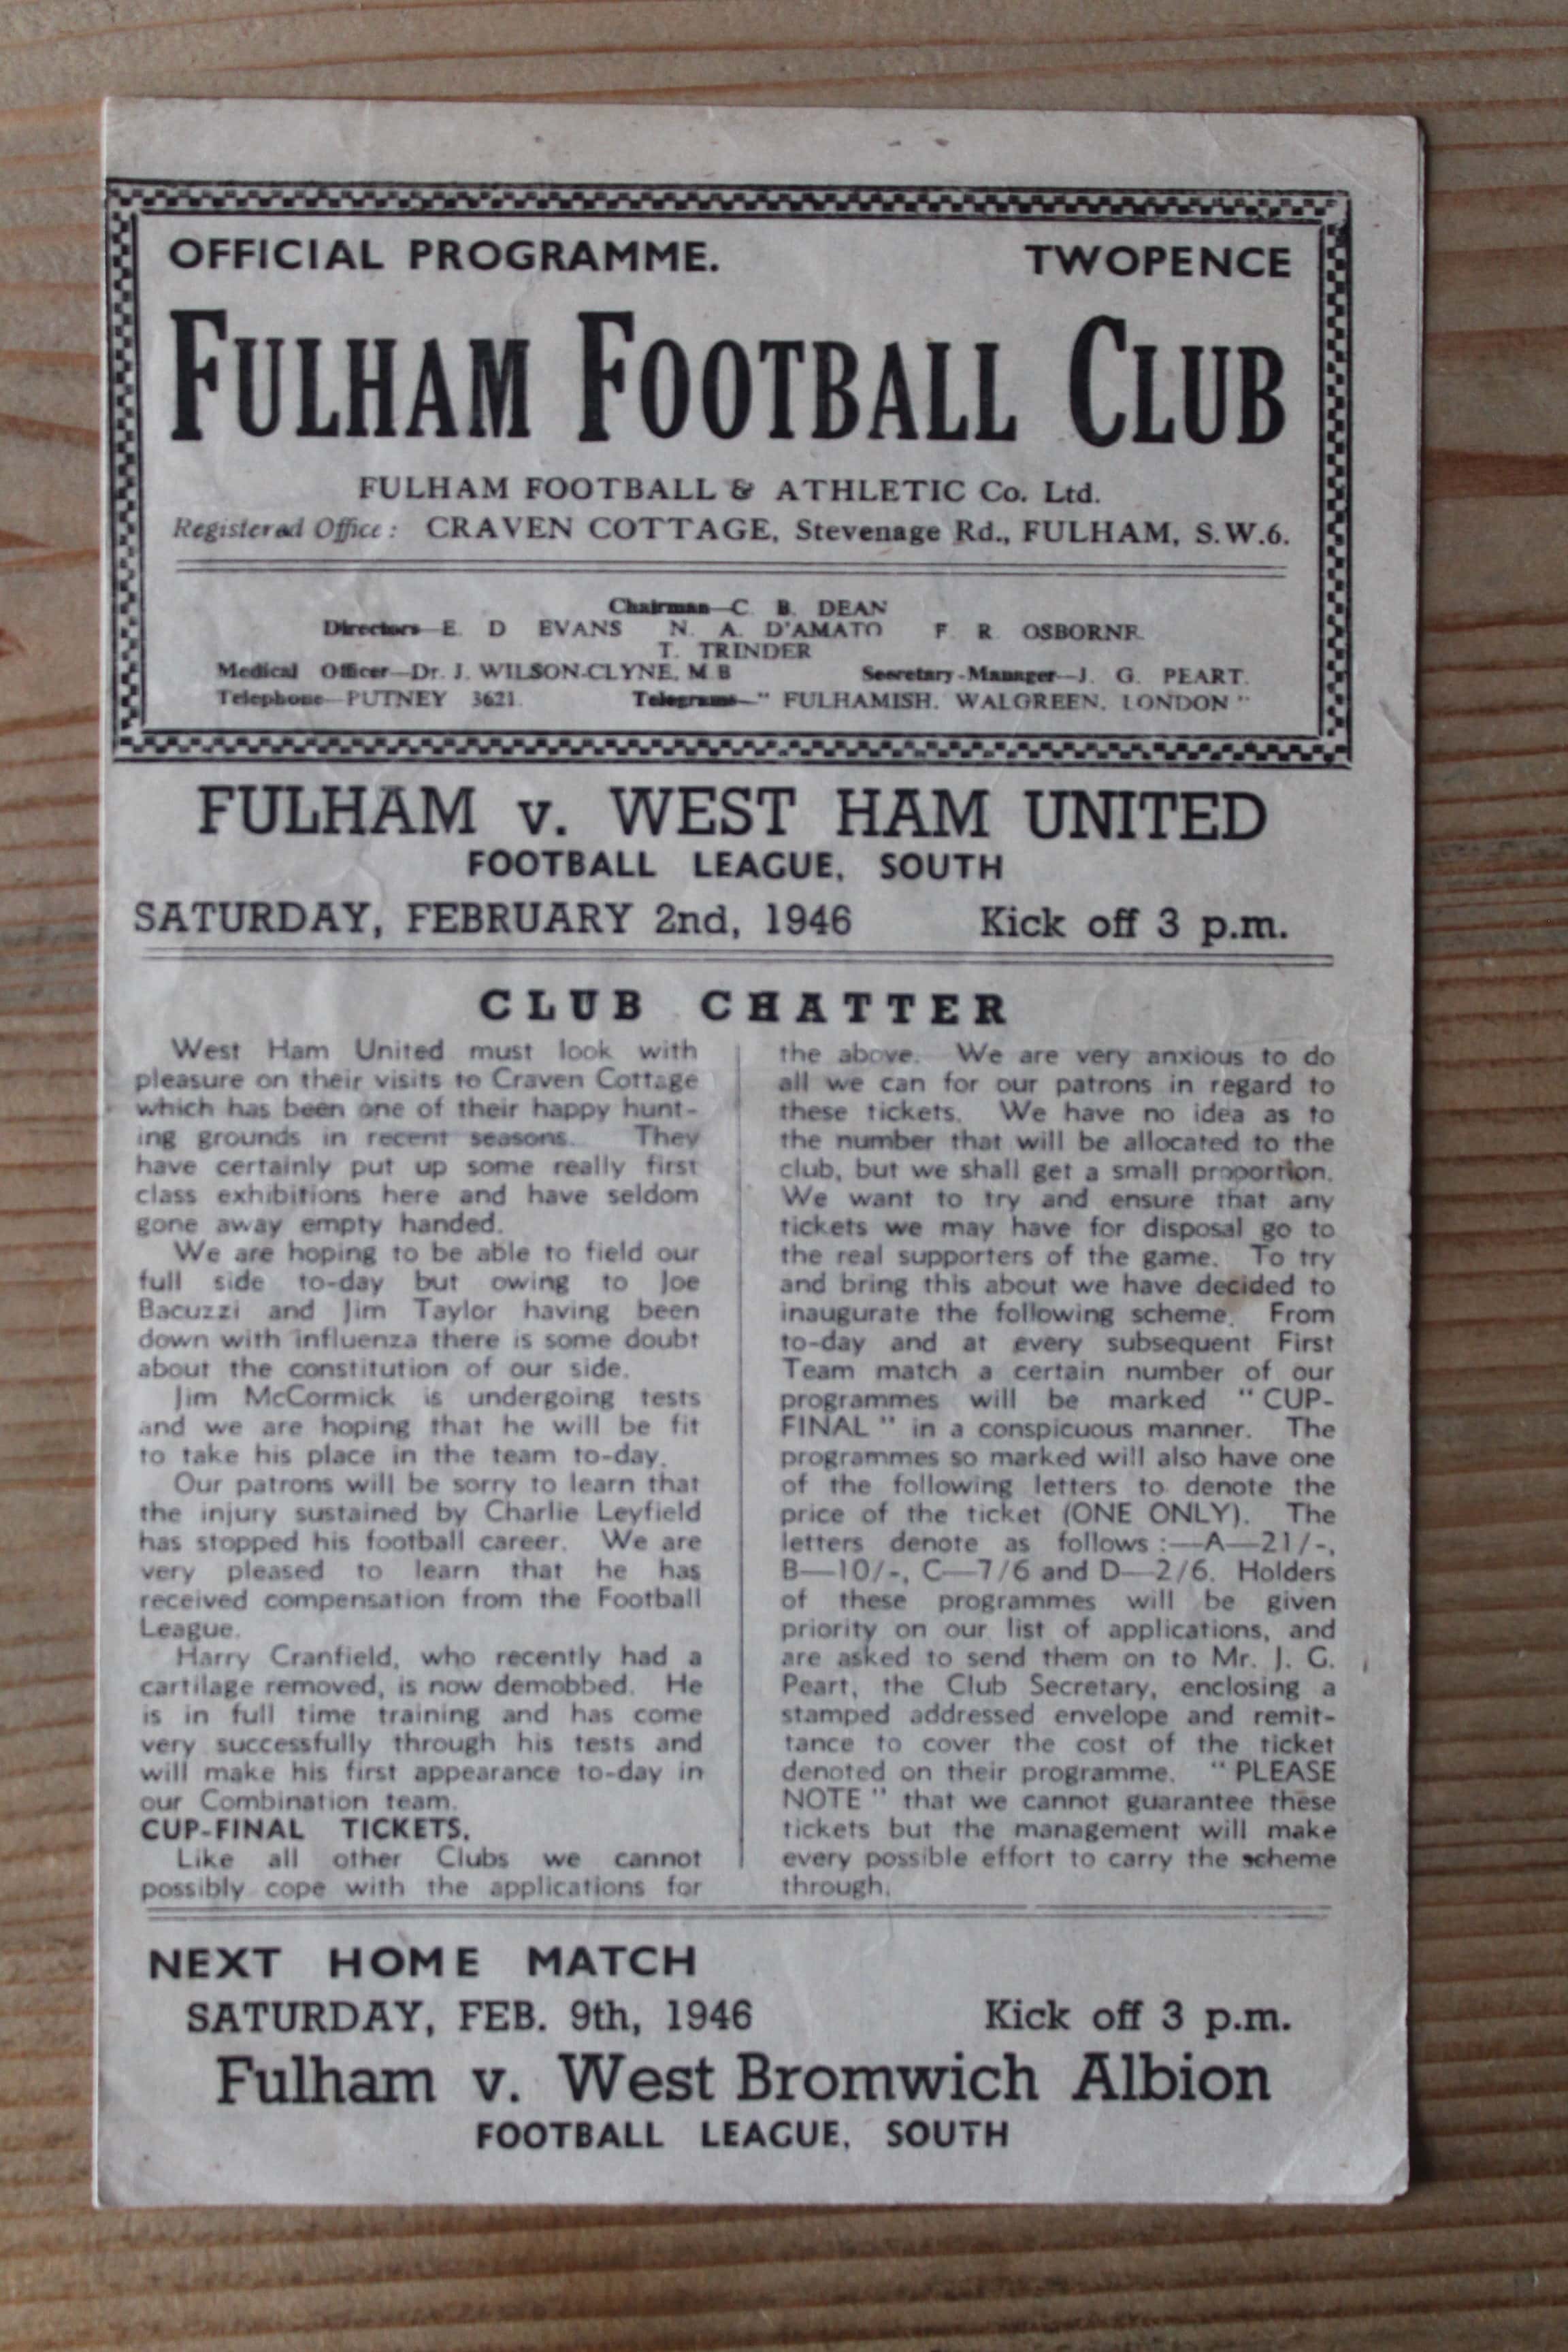 OFFICIAL PROGRAMME. TWOPENCE
FULHAM FOOTBALL CLUB
FULHAM FOOTBALL & ATHLETIC Co. Ltd.
Registered Office: CRAVEN COTTAGE, Stevenage Rd., FULHAM, S.W.6.
Chairman—C. B. DEAN
Directors—E. D EVANS N. A. D'AMATO F. R. OSBORNE
T. TRINDER
Medical Officer—Dr. J. WILSON-CLYNE, M.B Secretary-Manager—J. G. PEART.
Telephone—PUTNEY 3621. Telegrams—" FULHAMISH, WALGREEN, LONDON "
FULHAM v. WEST HAM UNITED
FOOTBALL LEAGUE, SOUTH
SATURDAY, FEBRUARY 2nd, 1946 Kick off 3 p.m.
CLUB CHATTER
West Ham United must look with
pleasure on their visits to Craven Cottage
which has been one of their happy hunt-
ing grounds in recent seasons. They
have certainly put up some really first
class exhibitions here and have seldom
gone away empty handed.
We are hoping to be able to field our
full side to-day but owing to Joe
Bacuzzi and Jim Taylor having been
down with influenza there is some doubt
about the constitution of our side.
Jim McCormick is undergoing tests
and we are hoping that he will be fit
to take his place in the team to-day.
Our patrons will be sorry to learn that
the injury sustained by Charlie Leyfield
has stopped his football career. We are
very pleased to learn that he has
received compensation from the Football
League.
Harry Cranfield, who recently had a
cartilage removed, is now demobbed. He
is in full time training and has come
very successfully through his tests and
will make his first appearance to-day in
our Combination team.
CUP-FINAL TICKETS.
Like all other Clubs we cannot
possibly cope with the applications for
the above. We are very anxious to do
all we can for our patrons in regard to
these tickets. We have no idea as to
the number that will be allocated to the
club, but we shall get a small proportion.
We want to try and ensure that any
tickets we may have for disposal go to
the real supporters of the game. To try
and bring this about we have decided to
inaugurate the following scheme. From
to-day and at every subsequent First
Team match a certain number of our
programmes will be marked " CUP-
FINAL " in a conspicuous manner. The
programmes so marked will also have one
of the following letters to denote the
price of the ticket (ONE ONLY). The
letters denote as follows :—A—21/-,
B—10/-, C—7/6 and D—2/6. Holders
of these programmes will be given
priority on our list of applications, and
are asked to send them on to Mr. J. G.
Peart, the Club Secretary, enclosing a
stamped addressed envelope and remit-
tance to cover the cost of the ticket
denoted on their programme. " PLEASE
NOTE " that we cannot guarantee these
tickets but the management will make
every possible effort to carry the scheme
through.
NEXT HOME MATCH
SATURDAY, FEB. 9th, 1946 Kick off 3 p.m.
Fulham v. West Bromwich Albion
FOOTBALL LEAGUE, SOUTH